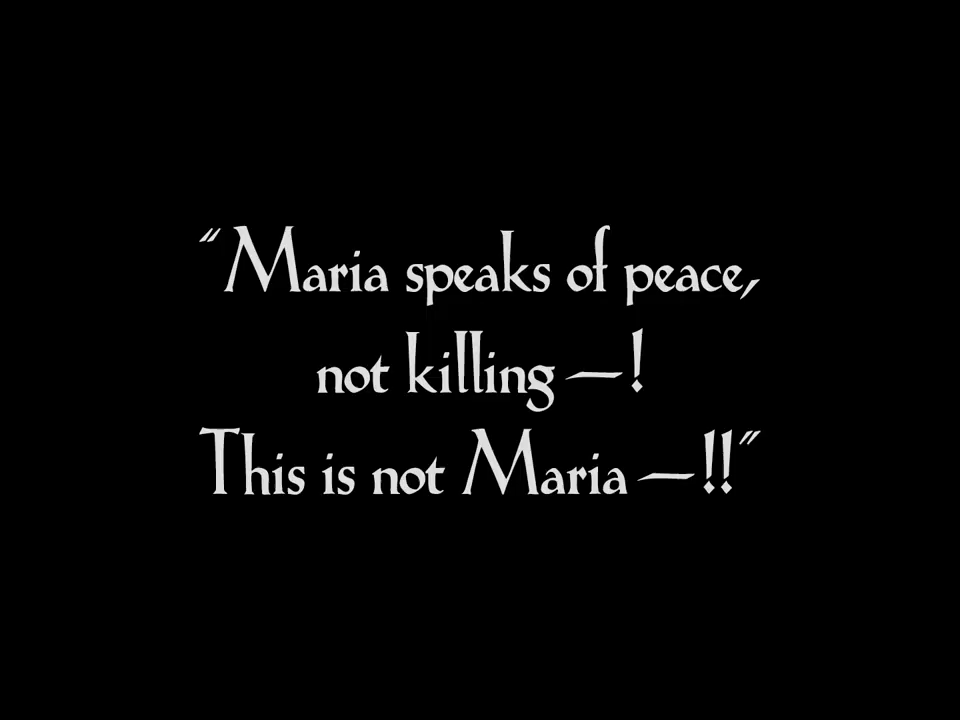 “Maria speaks of peace,
not killing—!
This is not Maria—!!”